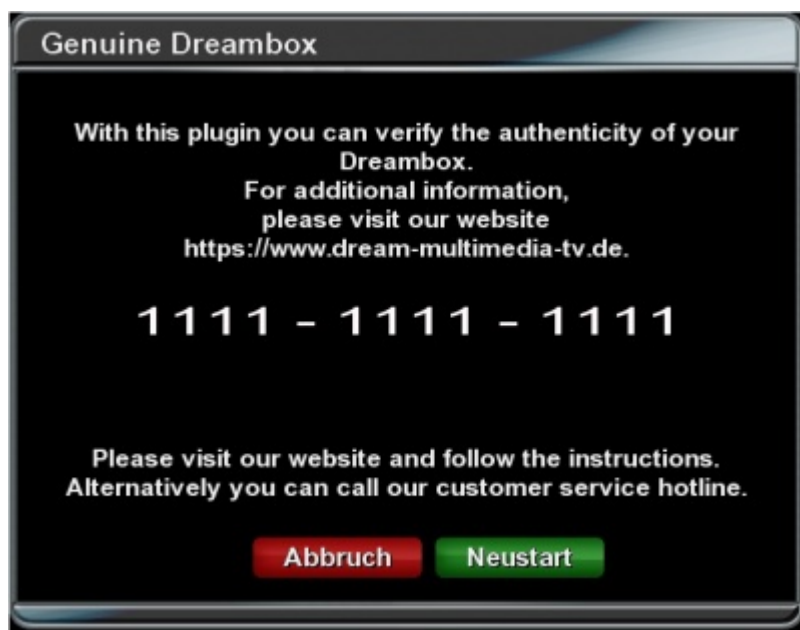 Genuine Dreambox
With this plugin you can verify the authenticity of your
Dreambox.
For additional information,
please visit our website
https://www.dream-multimedia-tv.de.
1111 - 1111 - 1111
Please visit our website and follow the instructions.
Alternatively you can call our customer service hotline.
Abbruch
Neustart